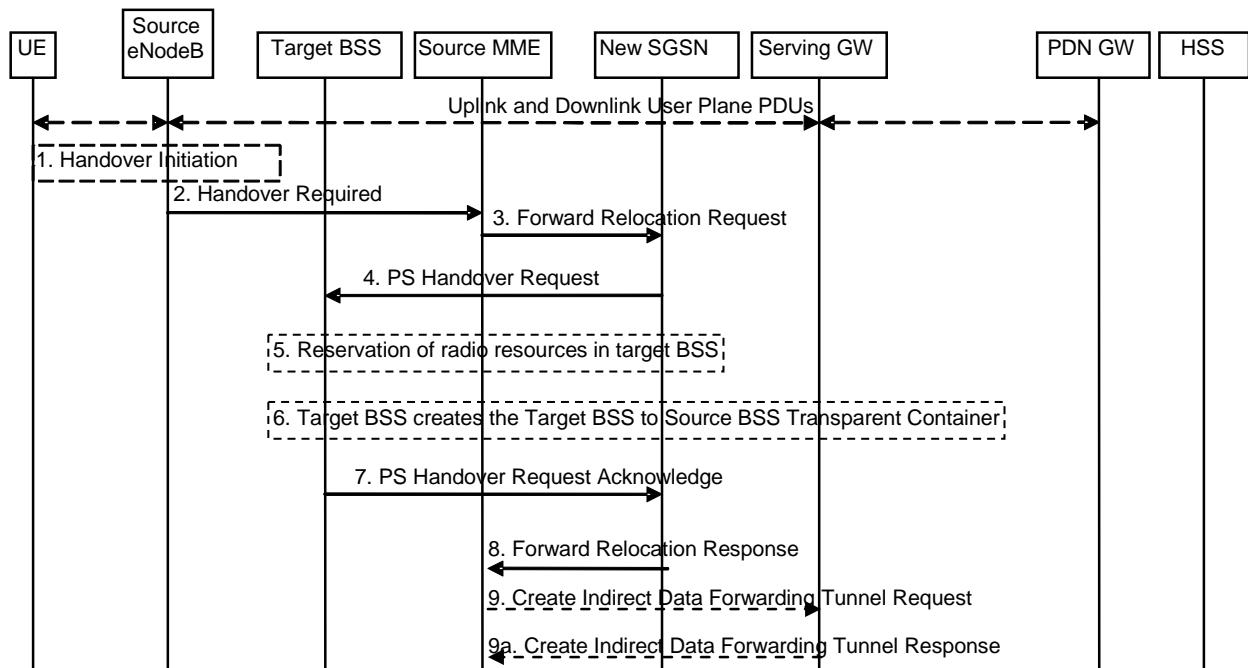 Source
eNodeB
UE
Target BSS
Source MME
New SGSN
Serving GW
PDN GW
HSS
Uplink and Downlink User Plane PDUs
1. Handover Initiation
2. Handover Required
3. Forward Relocation Request
4. PS Handover Request
5. Reservation of radio resources in target BSS
6. Target BSS creates the Target BSS to Source BSS Transparent Container
7. PS Handover Request Acknowledge
8. Forward Relocation Response
9. Create Indirect Data Forwarding Tunnel Request
9a. Create Indirect Data Forwarding Tunnel Response